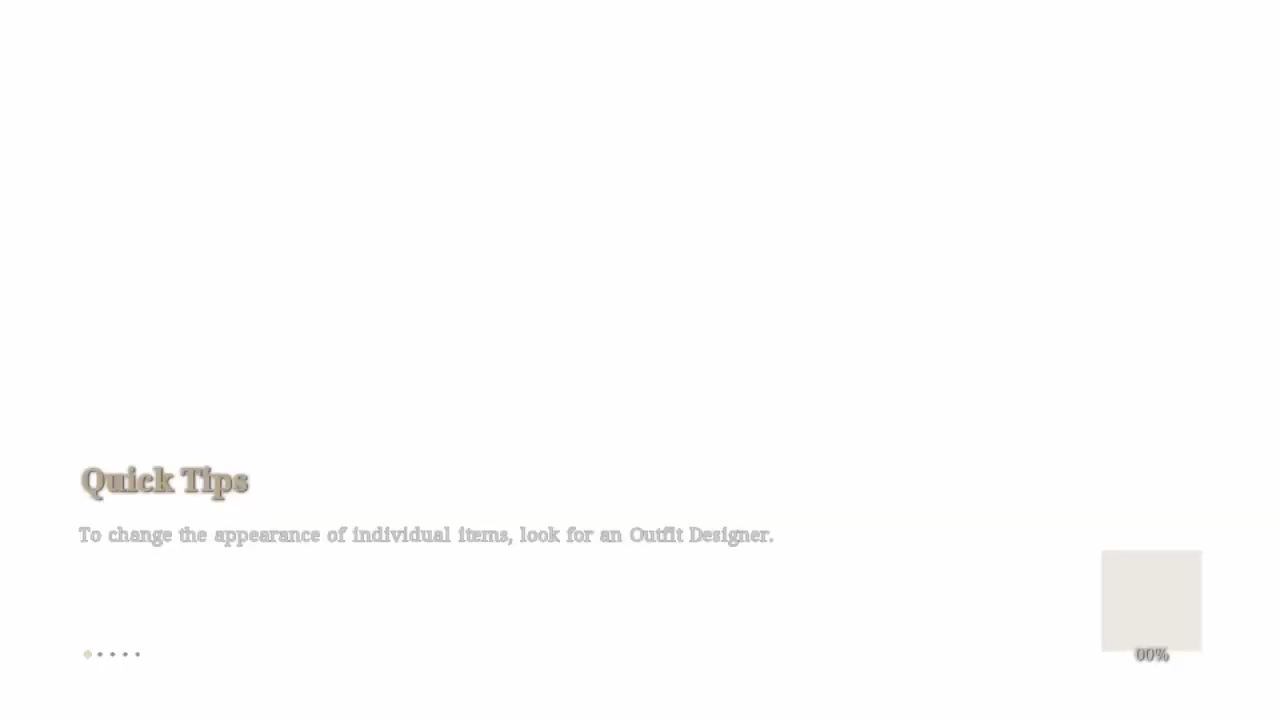 Quick Tips
To change the appearance of individual items, look for an Outfit Designer.
00%